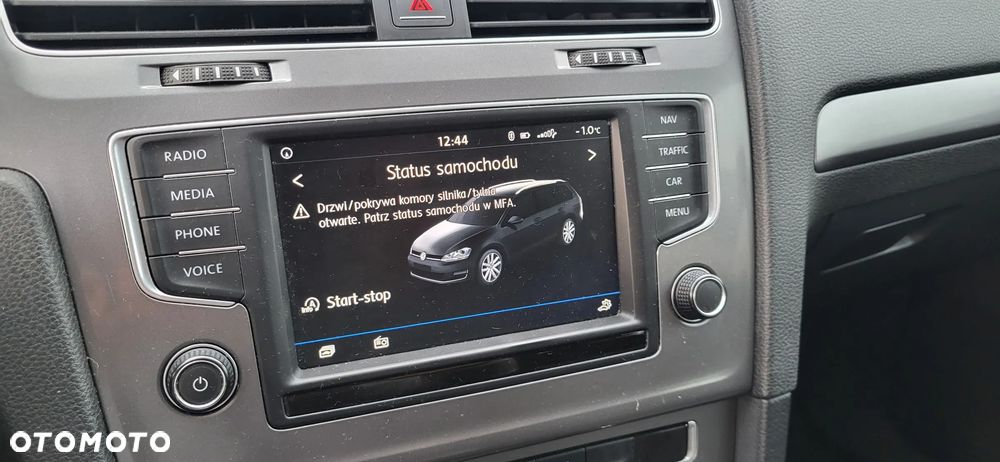 12:44
-1.0°C
Status samochodu
Drzwi/pokrywa komory silnika/tylna
otwarte. Patrz status samochodu w MFA.
Start-stop
RADIO
MEDIA
PHONE
VOICE
NAV
TRAFFIC
CAR
MENU
OTOMOTO